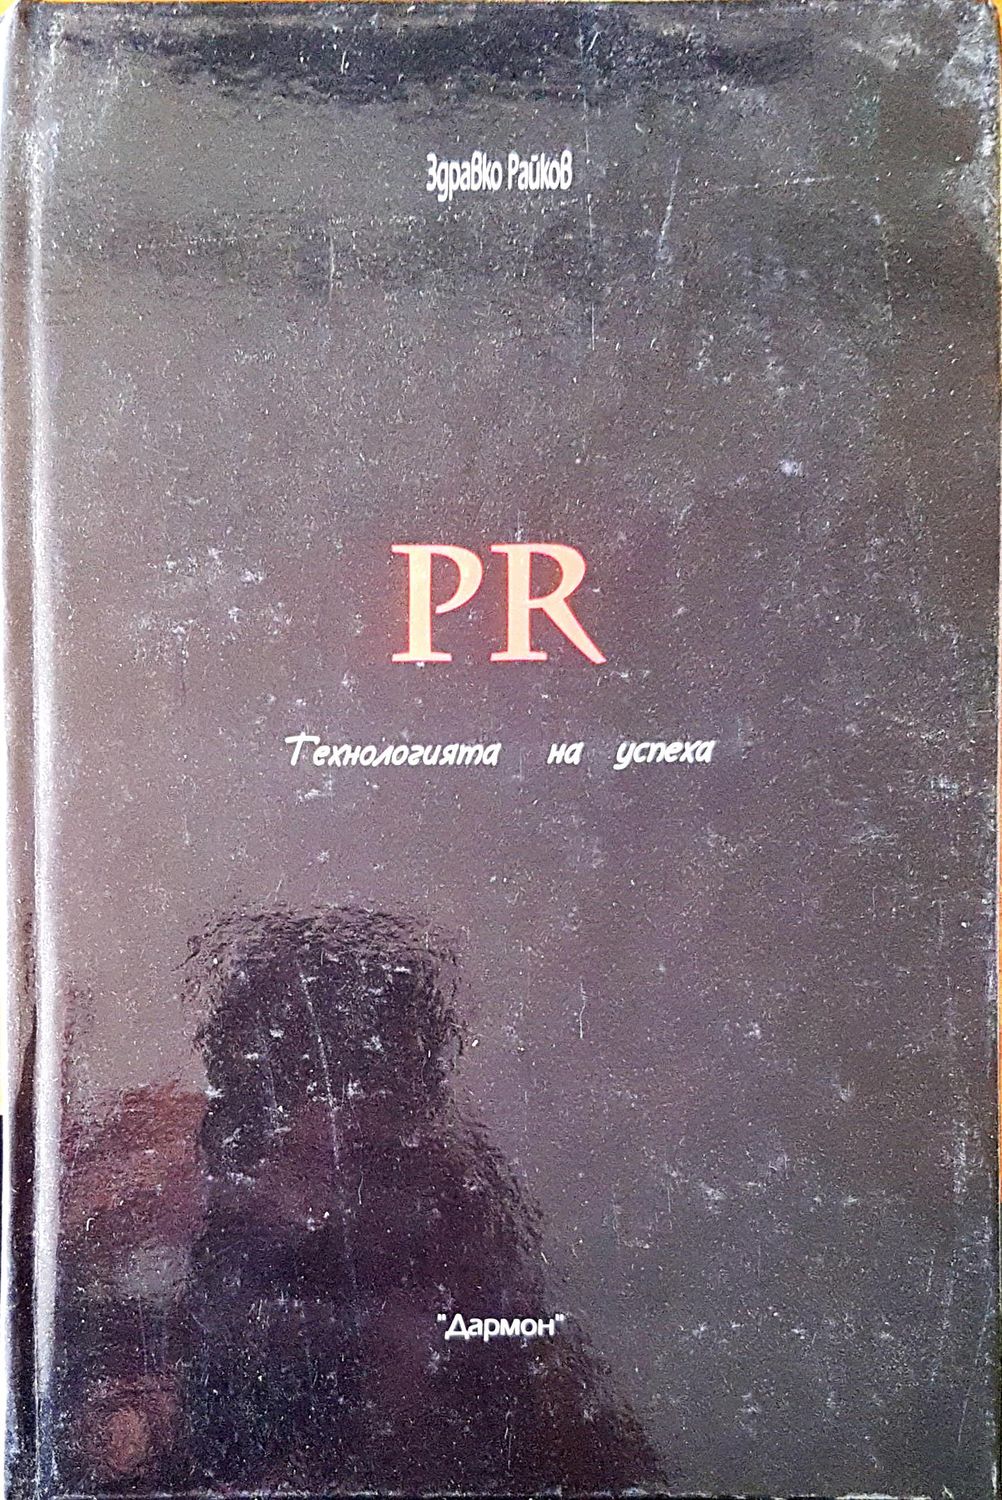 Здравко Райков
PR
Технологията на успеха
"Дармон"